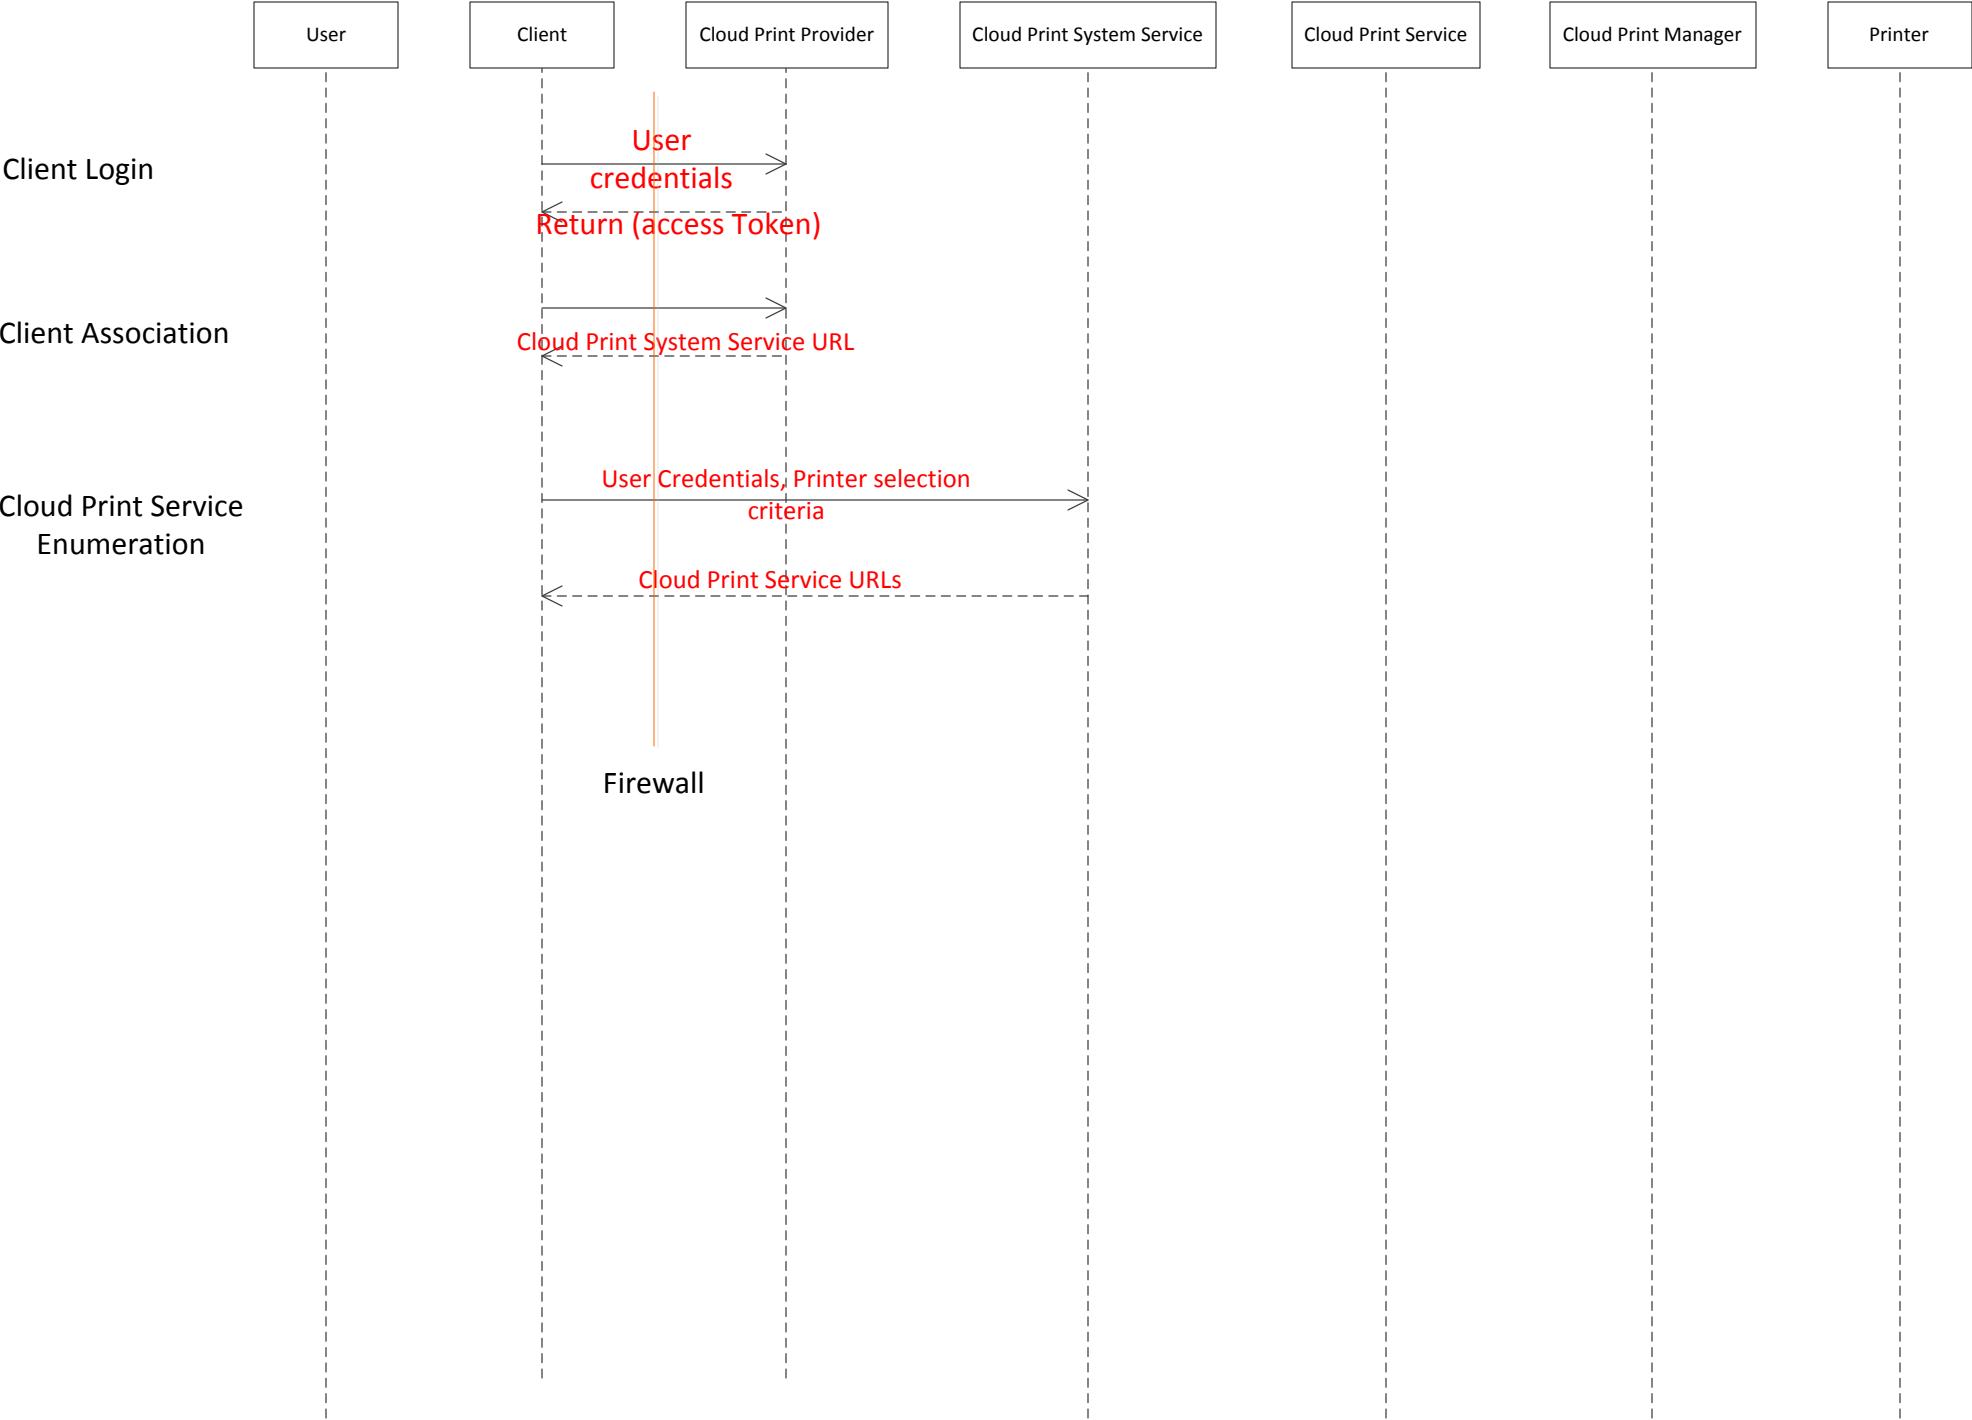 User
Client
Cloud Print Provider
Cloud Print System Service
Cloud Print Service
Cloud Print Manager
Printer
Client Login
User
credentials
Return (access Token)
Client Association
Cloud Print System Service URL
Cloud Print Service
Enumeration
User Credentials, Printer selection
criteria
Cloud Print Service URLs
Firewall